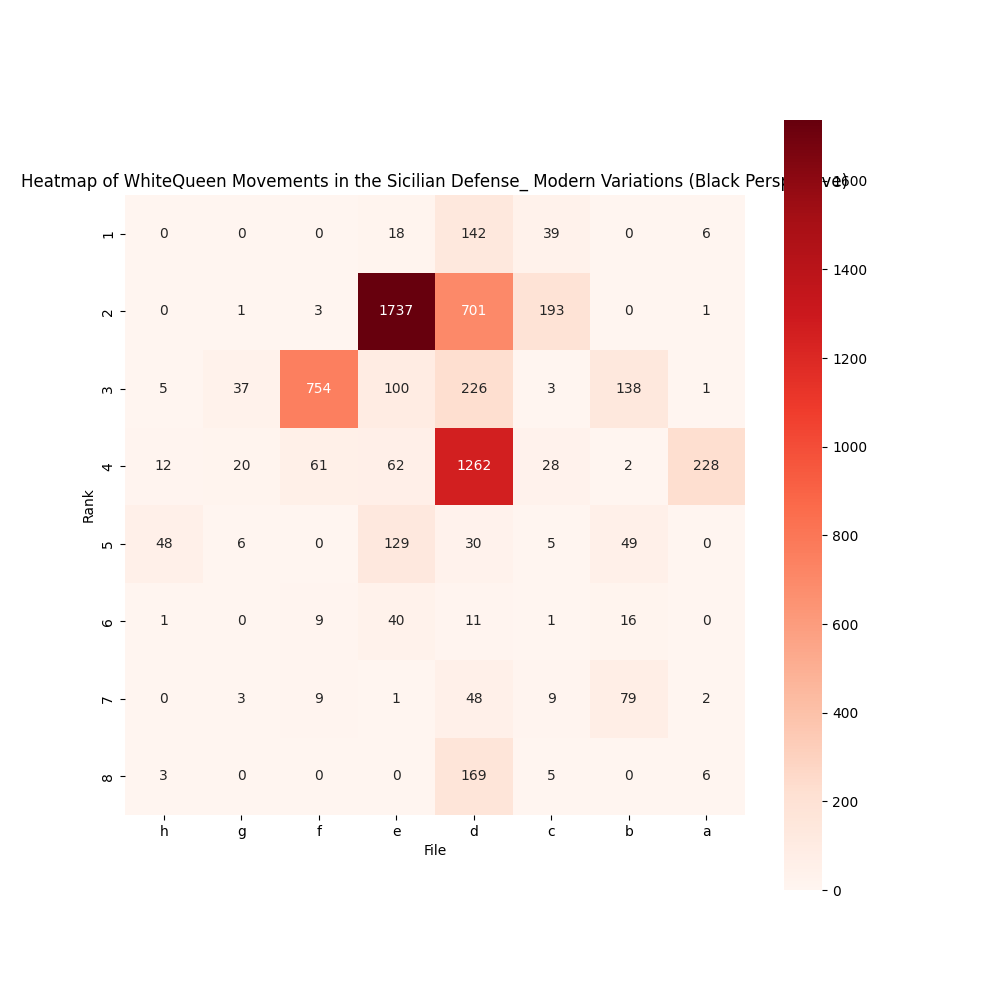 Heatmap of WhiteQueen Movements in the Sicilian Defense_ Modern Variations (Black Perspective)
1 0 0 0 18 142 39 0 6
2 0 1 3 1737 701 193 0 1
3 5 37 754 100 226 3 138 1
4 12 20 61 62 1262 28 2 228
5 48 6 0 129 30 5 49 0
6 1 0 9 40 11 1 16 0
7 0 3 9 1 48 9 79 2
8 3 0 0 0 169 5 0 6
h g f e d c b a
Rank
File
1600
1400
1200
1000
800
600
400
200
0